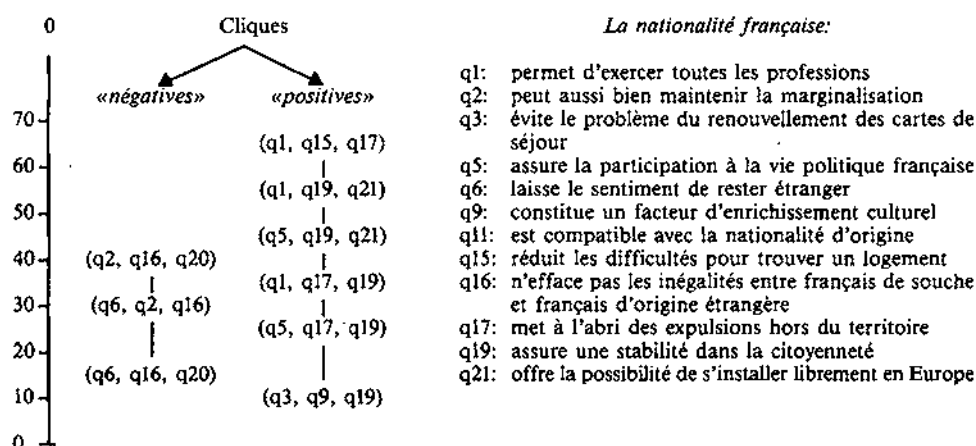 0
Cliques
«négatives»
«positives»
70
60
50
40
30
20
10
0
(q1, q15, q17)
(q1, q19, q21)
(q5, q19, q21)
(q2, q16, q20)
(q1, q17, q19)
(q6, q2, q16)
(q5, q17, q19)
(q6, q16, q20)
(q3, q9, q19)
La nationalité française:
q1: permet d'exercer toutes les professions
q2: peut aussi bien maintenir la marginalisation
q3: évite le problème du renouvellement des cartes de
séjour
q5: assure la participation à la vie politique française
q6: laisse le sentiment de rester étranger
q9: constitue un facteur d'enrichissement culturel
q11: est compatible avec la nationalité d'origine
q15: réduit les difficultés pour trouver un logement
q16: n'efface pas les inégalités entre français de souche
et français d'origine étrangère
q17: met à l'abri des expulsions hors du territoire
q19: assure une stabilité dans la citoyenneté
q21: offre la possibilité de s'installer librement en Europe